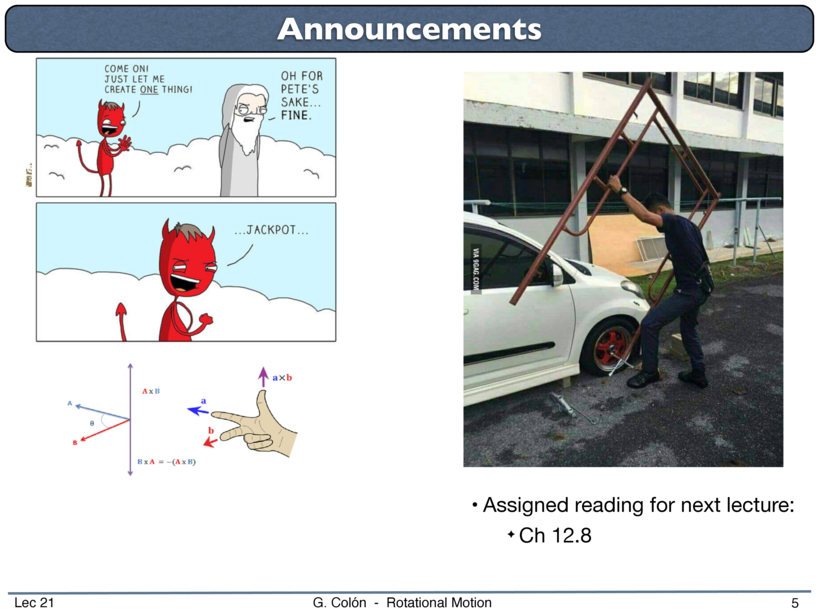 Announcements
COME ON!
JUST LET ME
CREATE ONE THING!
OH FOR
PETE'S
SAKE...
FINE.
...JACKPOT...
A x B
A
θ
B
B x A = −(A x B)
a×b
a
b
VIA 9GAG.COM
• Assigned reading for next lecture:
✦ Ch 12.8
Lec 21
G. Colón - Rotational Motion
5